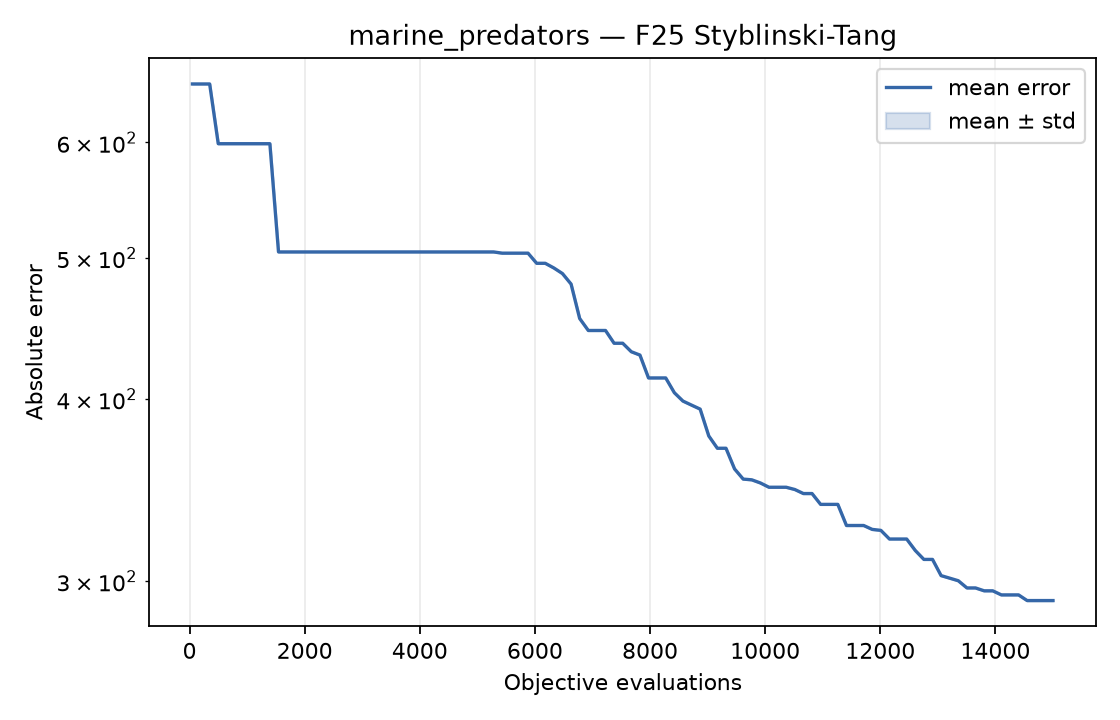 marine_predators — F25 Styblinski-Tang
mean error
mean ± std
6 × 10²
5 × 10²
4 × 10²
3 × 10²
Absolute error
0 2000 4000 6000 8000 10000 12000 14000
Objective evaluations